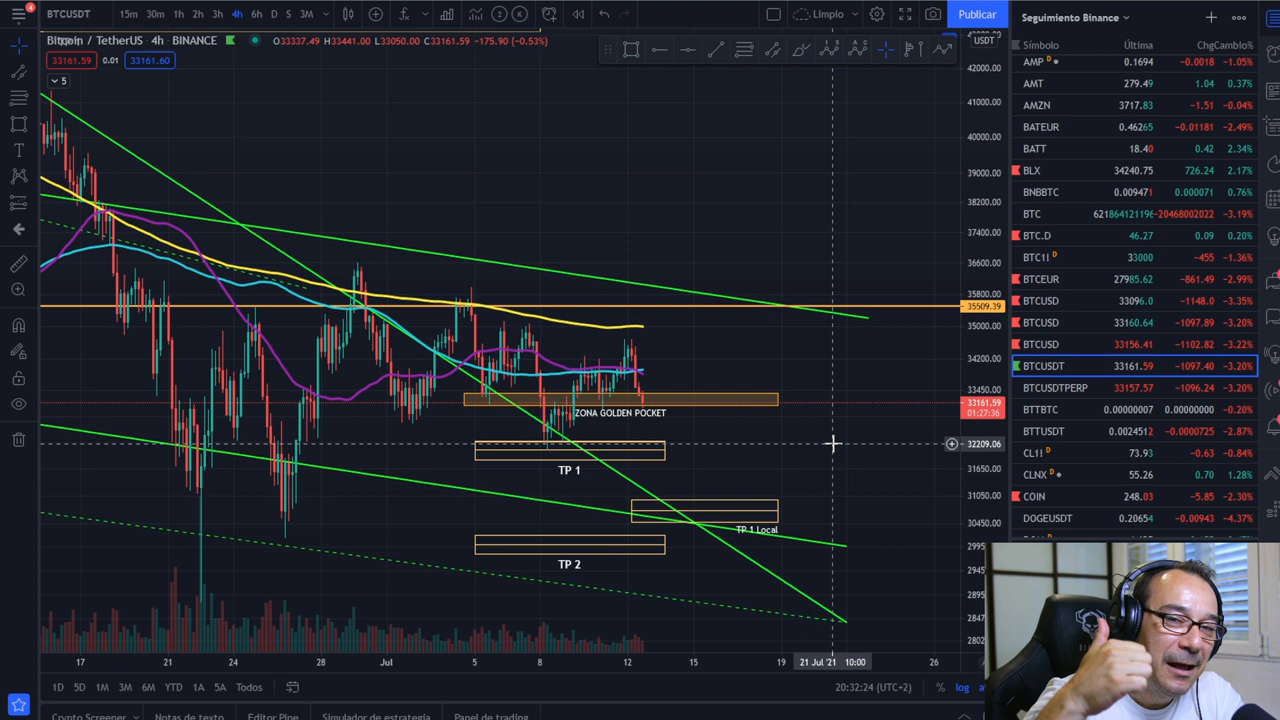 4
BTCUSDT
15m 30m 1h 2h 3h 4h 6h D S 3M
Limpio
Publicar
Bitcoin / TetherUS · 4h · BINANCE O33337.49 H33441.00 L33050.00 C33161.59 -175.90 (-0.53%)
USDT
33161.59 0.01 33161.60
5
42000.00
41000.00
40000.00
39000.00
38200.00
37400.00
36600.00
35800.00
35509.39
35000.00
34200.00
33450.00
33161.59
01:27:36
32209.06
31650.00
31050.00
30450.00
ZONA GOLDEN POCKET
TP 1
TP 1 Local
TP 2
17 21 24 28 Jul 5 8 12 15 19 21 Jul '21 10:00 26
1D 5D 1M 3M 6M YTD 1A 5A Todos
20:32:24 (UTC+2) % log
Crypto Screener Notas de texto Editor Pine Simulador de estrategia Panel de trading
Seguimiento Binance
Símbolo Última Chg Cambio%
AMP D 0.1694 -0.0018 -1.05%
AMT 279.49 1.04 0.37%
AMZN 3717.83 -1.51 -0.04%
BATEUR 0.46265 -0.01181 -2.49%
BATT 18.40 0.42 2.34%
BLX 34240.75 726.24 2.17%
BNBBTC 0.009471 0.000071 0.76%
BTC 62186412119 -20468002022 -3.19%
BTC.D 46.27 0.09 0.20%
BTC1! D 33000 -455 -1.36%
BTCEUR 27985.62 -861.49 -2.99%
BTCUSD 33096.0 -1148.0 -3.35%
BTCUSD 33160.64 -1097.89 -3.20%
BTCUSD 33156.41 -1102.82 -3.22%
BTCUSDT 33161.59 -1097.40 -3.20%
BTCUSDTPERP 33157.57 -1096.24 -3.20%
BTTBTC 0.00000007 0.00000000 -0.20%
BTTUSDT 0.0024512 -0.0000725 -2.87%
CL1! D 73.93 -0.63 -0.84%
CLNX D 55.26 0.70 1.28%
COIN 248.03 -5.85 -2.30%
DOGEUSDT 0.20654 -0.00943 -4.37%